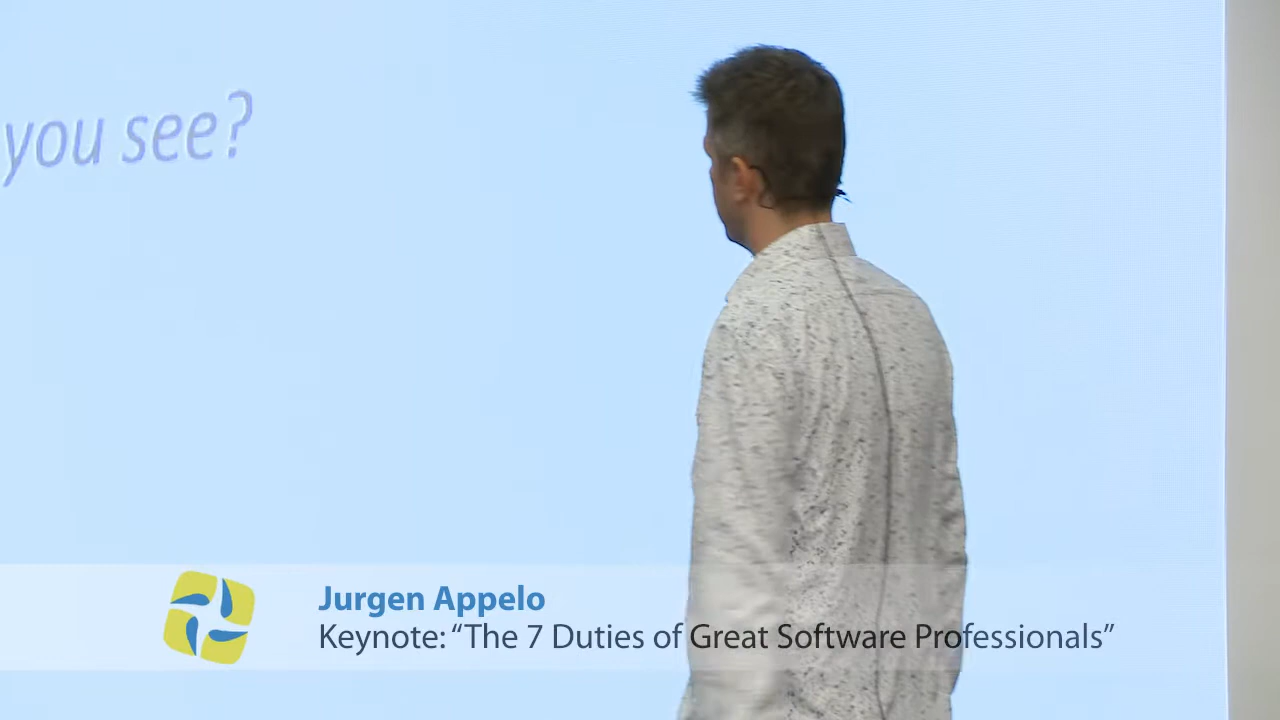 you see?
Jurgen Appelo
Keynote: “The 7 Duties of Great Software Professionals”